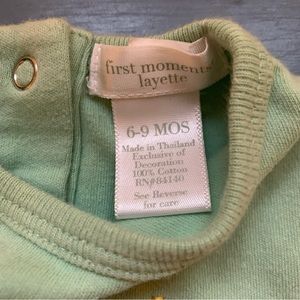 first moments
layette
6-9 MOS
Made in Thailand
Exclusive of
Decoration
100% Cotton
RN#84140
See Reverse
for care